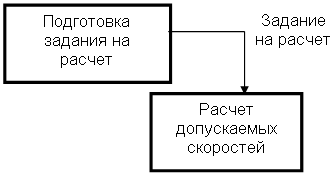 Подготовка
задания на
расчет
Задание
на расчет
Расчет
допускаемых
скоростей